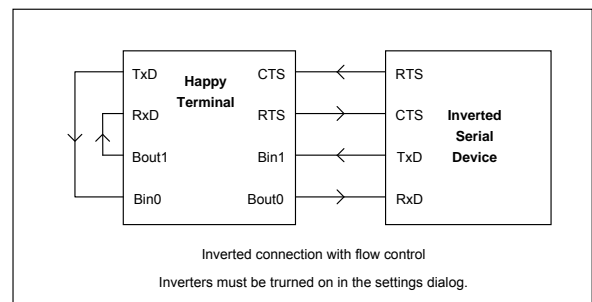 TxD
RxD
Bout1
Bin0
Happy
Terminal
CTS
RTS
Bin1
Bout0
RTS
CTS
TxD
RxD
Inverted
Serial
Device
Inverted connection with flow control
Inverters must be trurned on in the settings dialog.